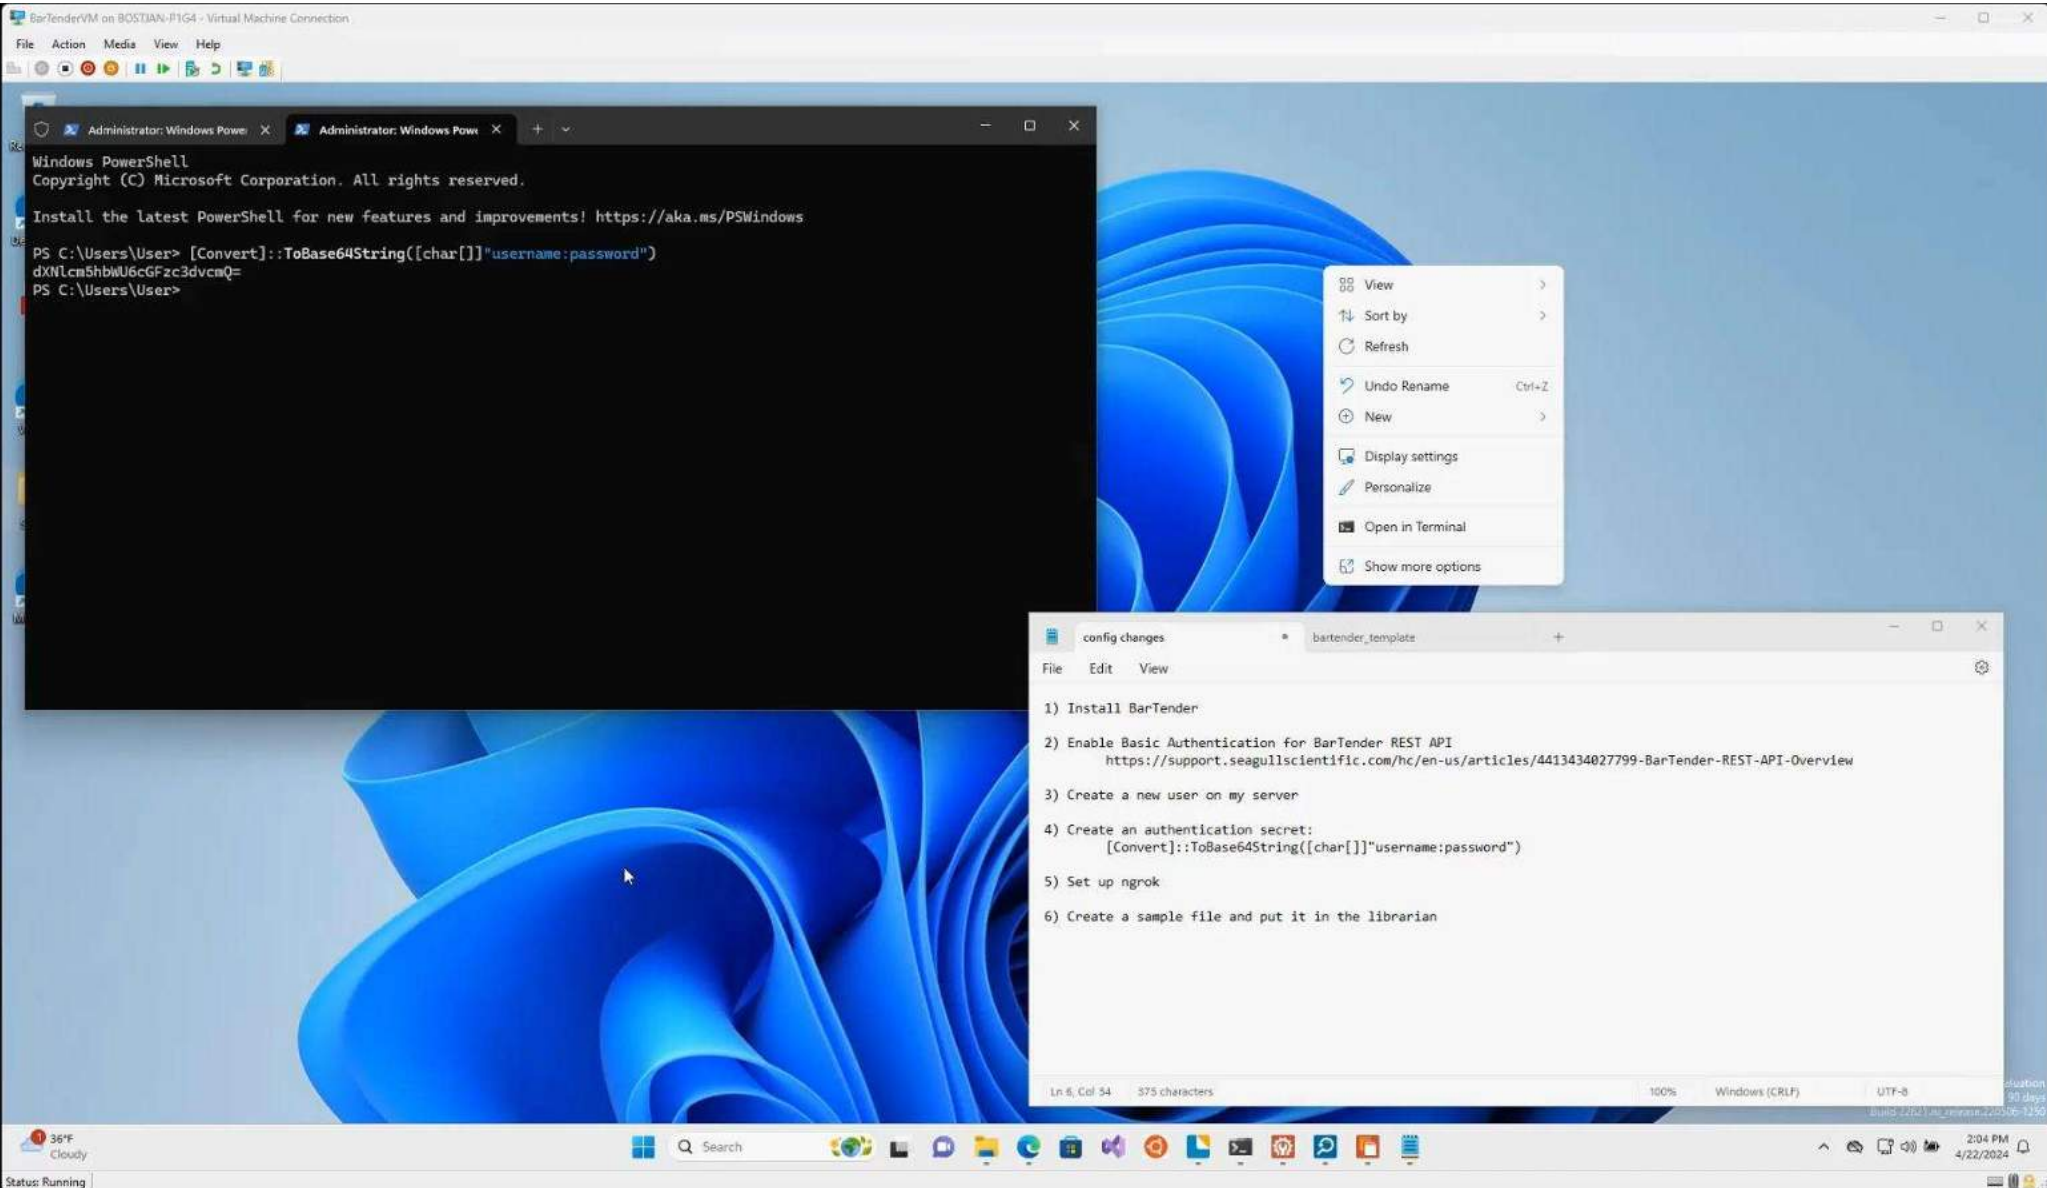 BarTenderVM on BOSTJAN-P1G4 - Virtual Machine Connection
File Action Media View Help
Administrator: Windows Powe
Administrator: Windows Powe
Windows PowerShell
Copyright (C) Microsoft Corporation. All rights reserved.
Install the latest PowerShell for new features and improvements! https://aka.ms/PSWindows
PS C:\Users\User> [Convert]::ToBase64String([char[]]"username:password")
dXNlcm5hbWU6cGFzc3dvcmQ=
PS C:\Users\User>
View
Sort by
Refresh
Undo Rename Ctrl+Z
New
Display settings
Personalize
Open in Terminal
Show more options
config changes
bartender_template
File Edit View
1) Install BarTender
2) Enable Basic Authentication for BarTender REST API
https://support.seagullscientific.com/hc/en-us/articles/4413434027799-BarTender-REST-API-Overview
3) Create a new user on my server
4) Create an authentication secret:
[Convert]::ToBase64String([char[]]"username:password")
5) Set up ngrok
6) Create a sample file and put it in the librarian
Ln 6, Col 54 375 characters 100% Windows (CRLF) UTF-8
90 days
1
36°F
Cloudy
Search
2:04 PM
4/22/2024
Status: Running